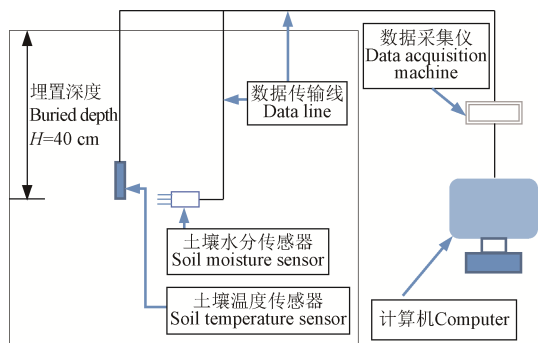 埋置深度
Buried depth
H=40 cm
数据传输线
Data line
数据采集仪
Data acquisition
machine
土壤水分传感器
Soil moisture sensor
土壤温度传感器
Soil temperature sensor
计算机Computer